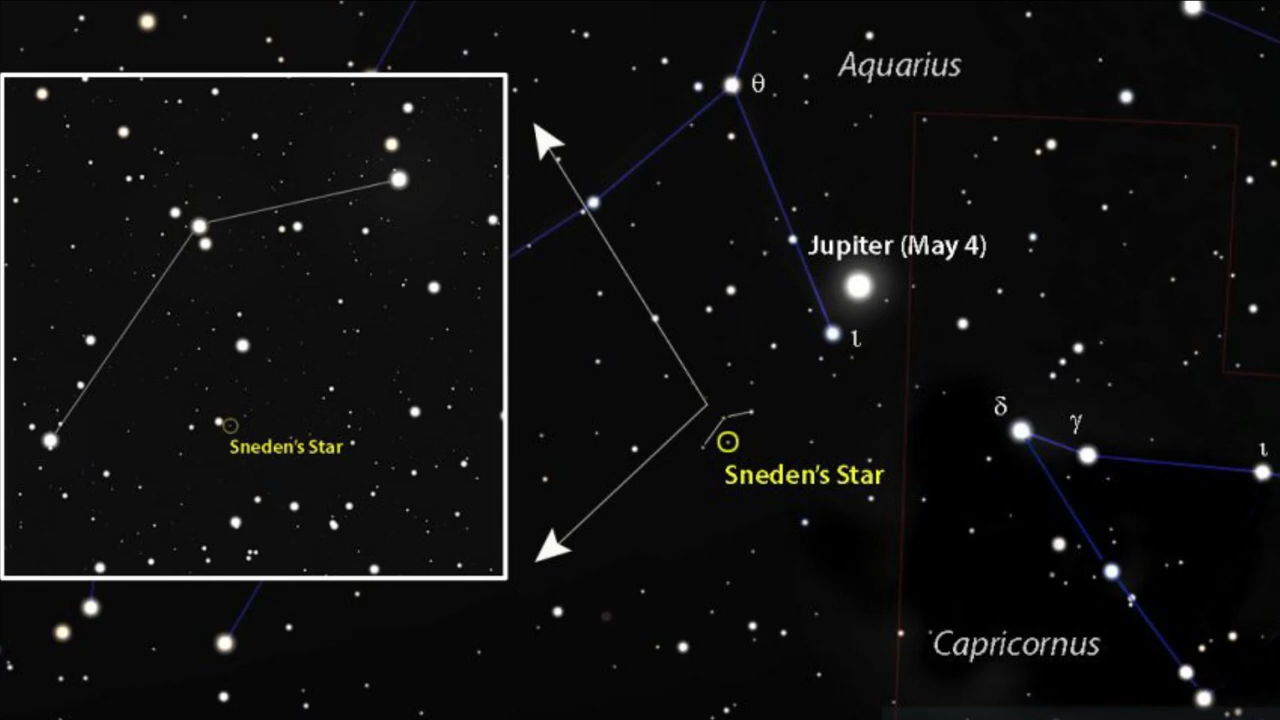 θ
Aquarius
Jupiter (May 4)
ι
δ
γ
ι
Sneden's Star
Sneden's Star
Capricornus